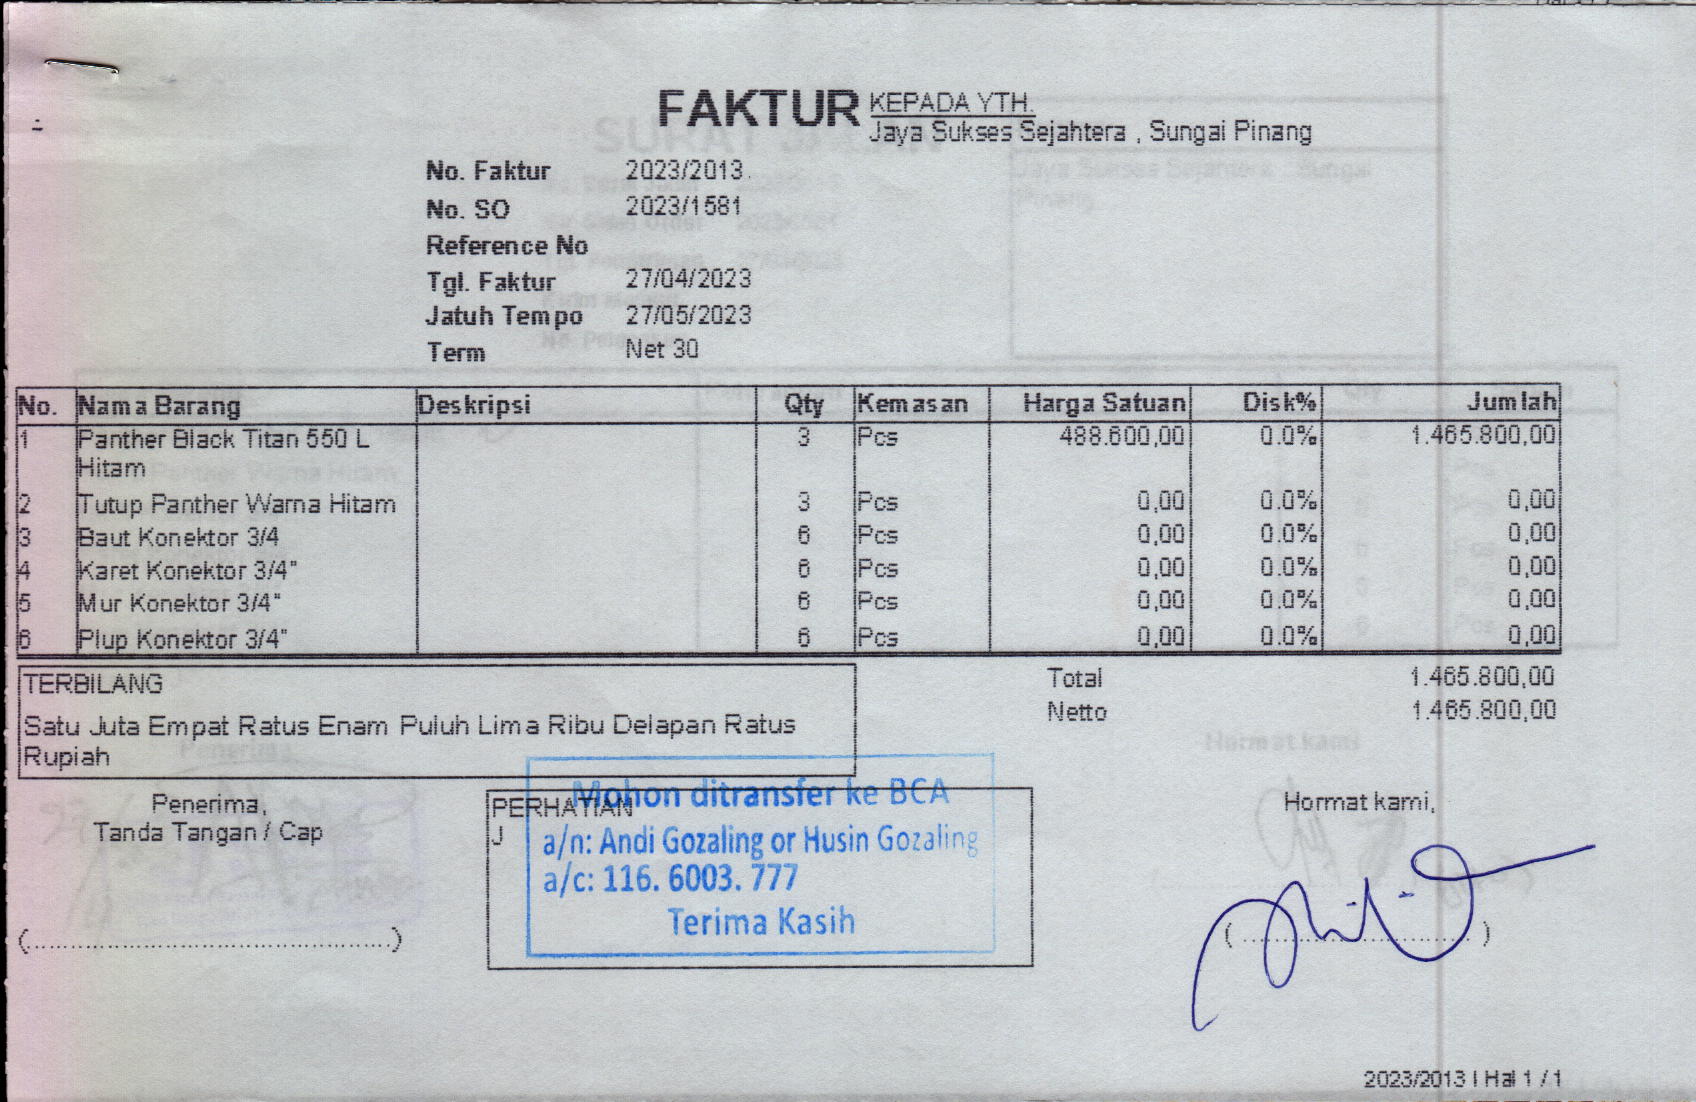 FAKTUR
KEPADA YTH.
Jaya Sukses Sejahtera , Sungai Pinang
No. Faktur 2023/2013
No. SO 2023/1581
Reference No
Tgl. Faktur 27/04/2023
Jatuh Tempo 27/05/2023
Term Net 30
No. Nama Barang Deskripsi Qty Kemasan Harga Satuan Disk% Jumlah
1 Panther Black Titan 550 L 3 Pcs 488.600,00 0.0% 1.465.800,00
Hitam
2 Tutup Panther Warna Hitam 3 Pcs 0,00 0.0% 0,00
3 Baut Konektor 3/4 6 Pcs 0,00 0.0% 0,00
4 Karet Konektor 3/4" 6 Pcs 0,00 0.0% 0,00
5 Mur Konektor 3/4" 6 Pcs 0,00 0.0% 0,00
6 Plup Konektor 3/4" 6 Pcs 0,00 0.0% 0,00
TERBILANG
Satu Juta Empat Ratus Enam Puluh Lima Ribu Delapan Ratus
Rupiah
Total 1.465.800,00
Netto 1.465.800,00
Penerima,
Tanda Tangan / Cap
(..........................................)
PERHATIAN
J
Mohon ditransfer ke BCA
a/n: Andi Gozaling or Husin Gozaling
a/c: 116. 6003. 777
Terima Kasih
Hormat kami,
( ............................ )
2023/2013 | Hal 1 / 1